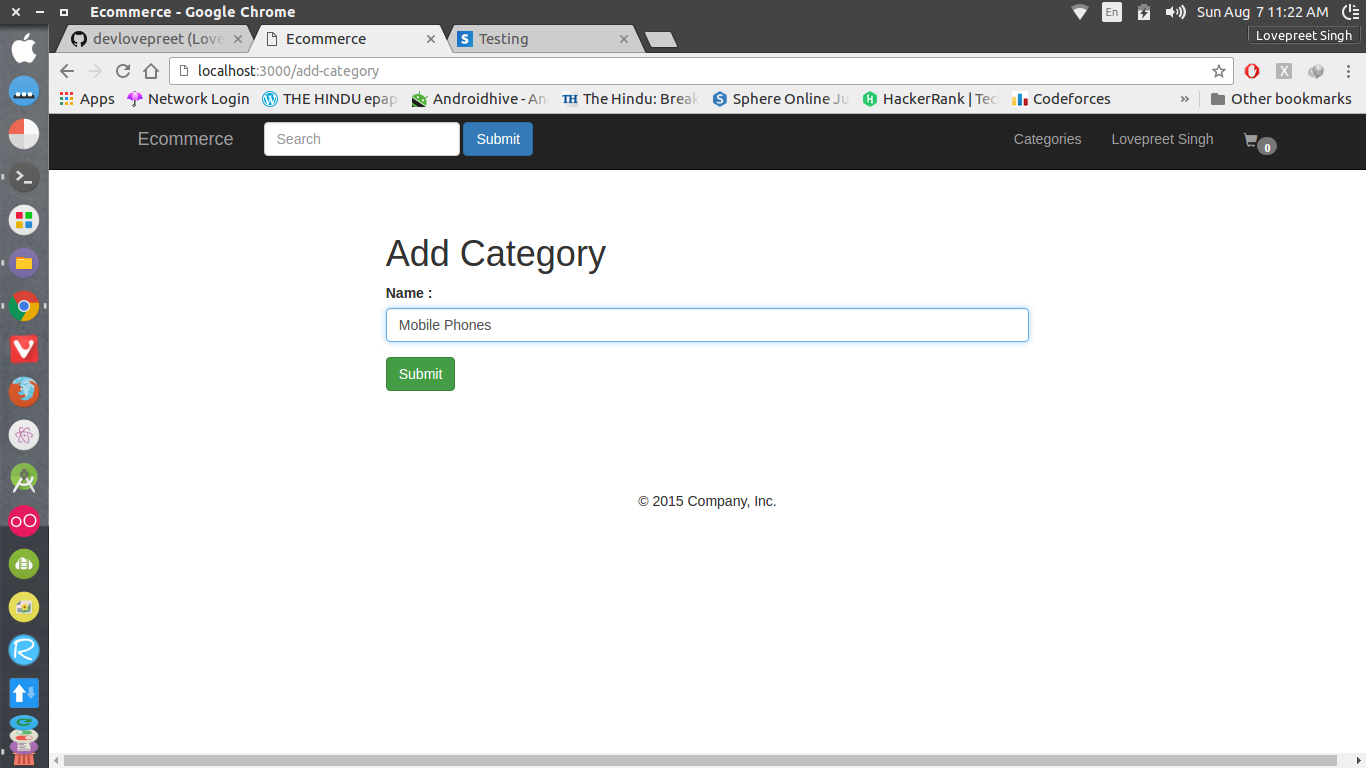 Ecommerce - Google Chrome
En
Sun Aug 7 11:22 AM
Lovepreet Singh
devlovepreet (Love
Ecommerce
Testing
localhost:3000/add-category
Apps
Network Login
THE HINDU epap
Androidhive - An
The Hindu: Break
Sphere Online Ju
HackerRank | Tec
Codeforces
»
Other bookmarks
Ecommerce
Search
Submit
Categories
Lovepreet Singh
0
Add Category
Name :
Mobile Phones
Submit
© 2015 Company, Inc.